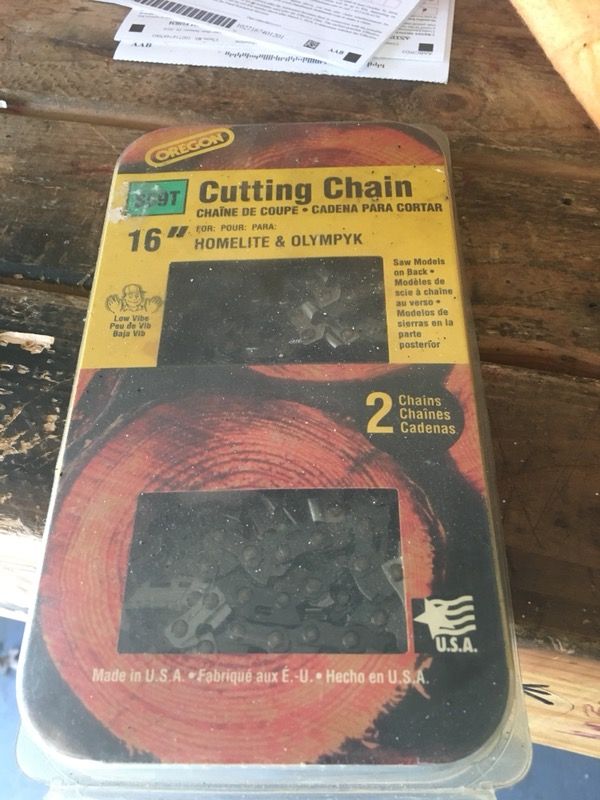 OREGON
Cutting Chain
CHAÎNE DE COUPE • CADENA PARA CORTAR
16" FOR: POUR: PARA:
HOMELITE & OLYMPYK
Low Vibe
Peu de Vib
Baja Vib
Saw Models
on Back •
Modèles de
scie à chaîne
au verso •
Modelos de
sierras en la
parte
posterior
2 Chains
Chaînes
Cadenas
U.S.A.
Made in U.S.A. • Fabriqué aux É.-U. • Hecho en U.S.A.
AAB